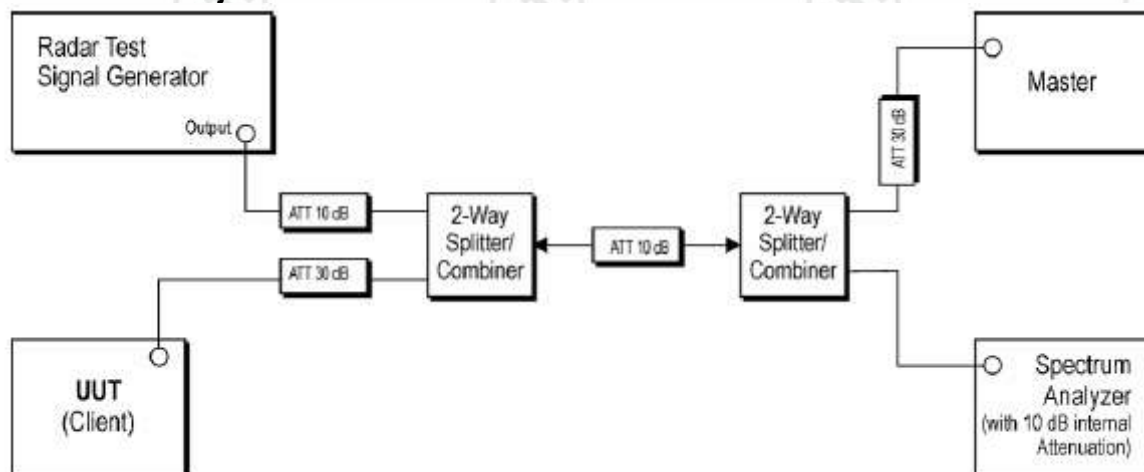 Radar Test
Signal Generator
Output
ATT 10 dB
ATT 30 dB
2-Way
Splitter/
Combiner
ATT 10 dB
2-Way
Splitter/
Combiner
ATT 30 dB
Master
UUT
(Client)
Spectrum
Analyzer
(with 10 dB internal
Attenuation)